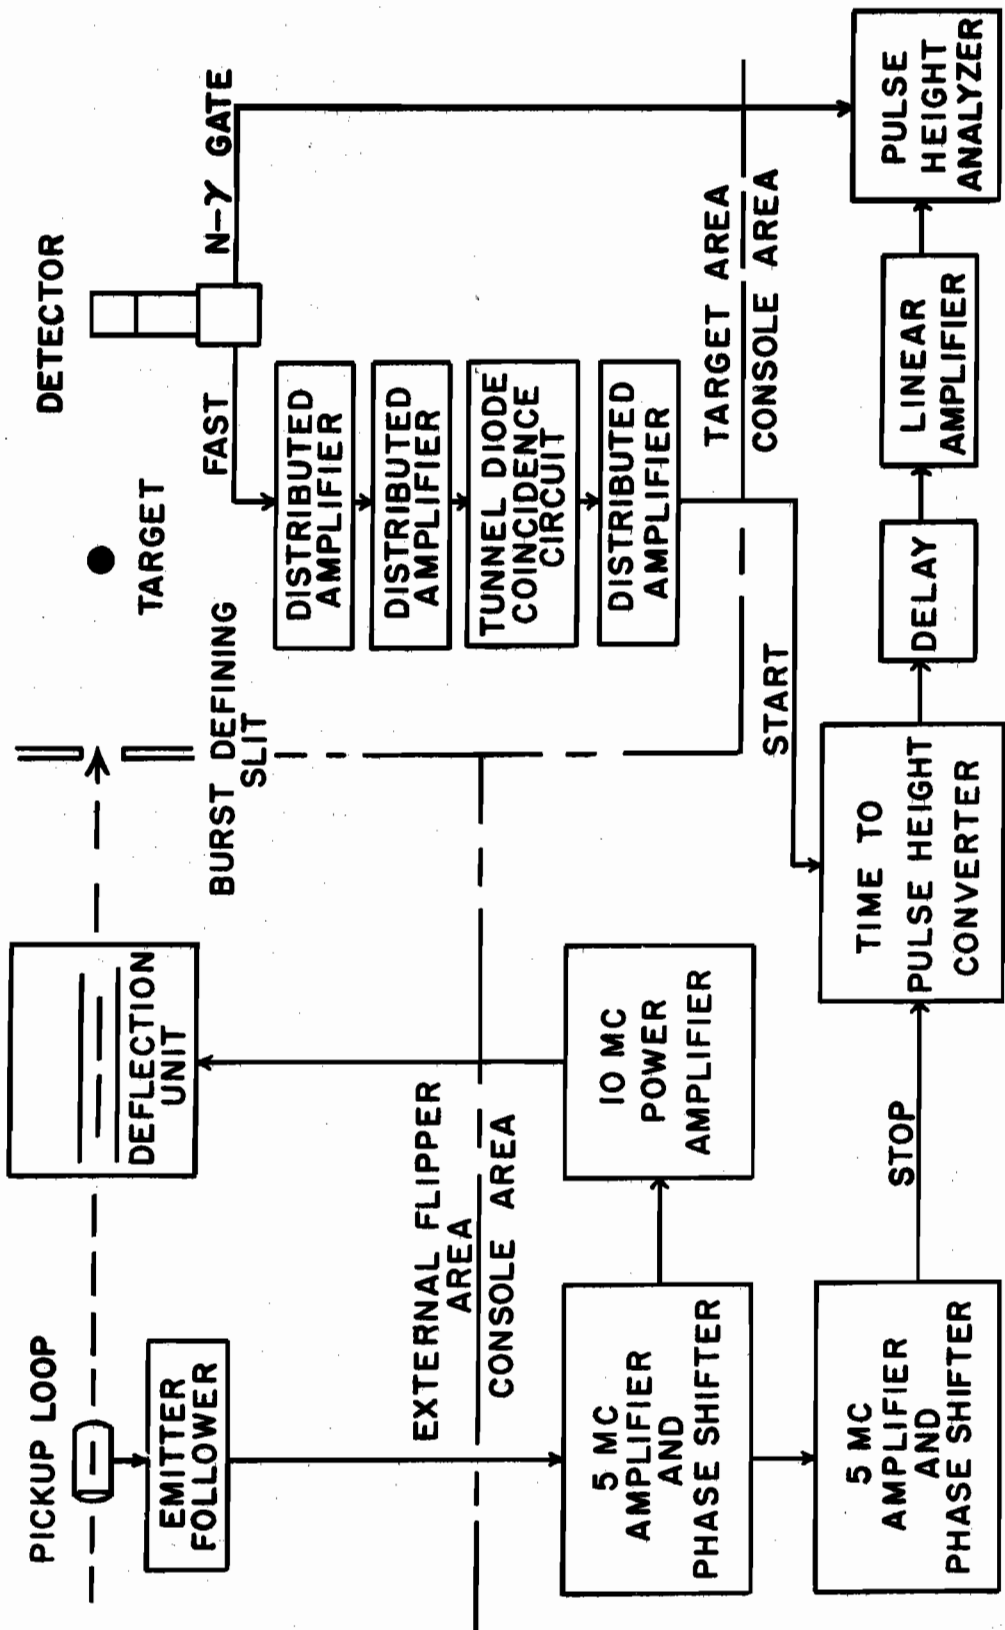 PICKUP LOOP
EMITTER
FOLLOWER
DEFLECTION
UNIT
BURST DEFINING
SLIT
TARGET
DETECTOR
FAST
N-γ GATE
DISTRIBUTED
AMPLIFIER
DISTRIBUTED
AMPLIFIER
TUNNEL DIODE
COINCIDENCE
CIRCUIT
DISTRIBUTED
AMPLIFIER
EXTERNAL FLIPPER
AREA
CONSOLE AREA
TARGET AREA
CONSOLE AREA
5 MC
AMPLIFIER
AND
PHASE SHIFTER
10 MC
POWER
AMPLIFIER
START
5 MC
AMPLIFIER
AND
PHASE SHIFTER
STOP
TIME TO
PULSE HEIGHT
CONVERTER
DELAY
LINEAR
AMPLIFIER
PULSE
HEIGHT
ANALYZER